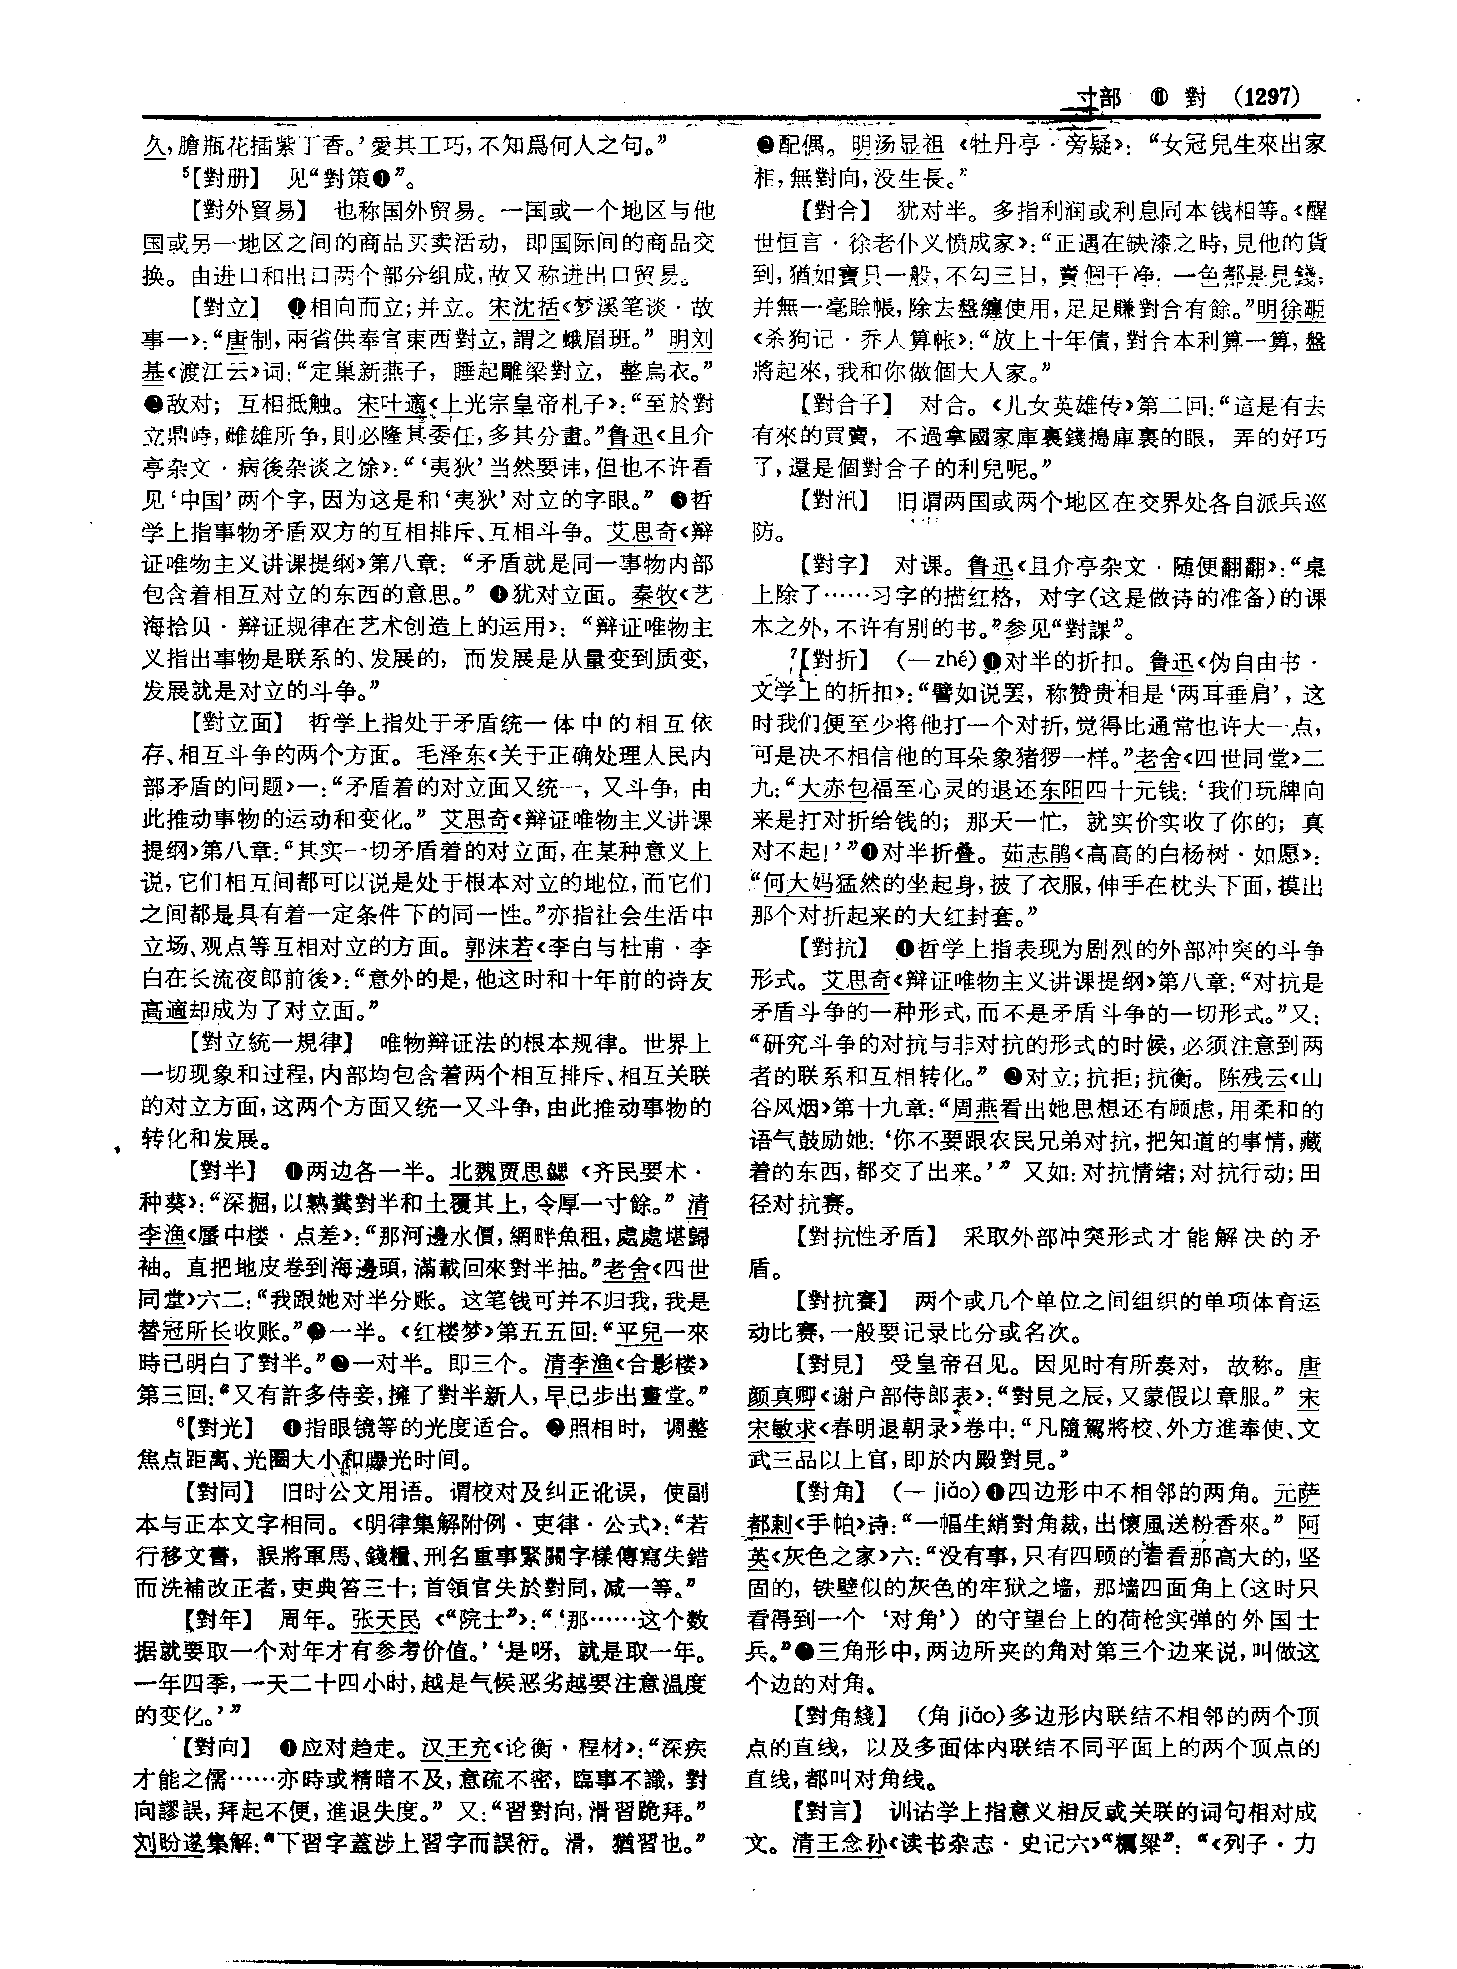 寸部 ⑪ 對 (1297)
久，膽瓶花插紫丁香。’愛其工巧，不知爲何人之句。”
⁵【對册】 见“對策❶”。
【對外貿易】 也称国外贸易。一国或一个地区与他
国或另一地区之间的商品买卖活动，即国际间的商品交
换。由进口和出口两个部分组成，故又称进出口贸易。
【對立】 ❶相向而立；并立。宋沈括《梦溪笔谈·故
事一》：“唐制，兩省供奉官東西對立，謂之蛾眉班。” 明刘
基《渡江云》词：“定巢新燕子，睡起雕梁對立，整烏衣。”
❷敌对；互相抵触。宋叶適《上光宗皇帝札子》：“至於對
立鼎峙，雌雄所争，則必隆其委任，多其分畫。”鲁迅《且介
亭杂文·病後杂谈之馀》：“‘夷狄’当然要讳，但也不许看
见‘中国’两个字，因为这是和‘夷狄’对立的字眼。” ❸哲
学上指事物矛盾双方的互相排斥、互相斗争。艾思奇《辩
证唯物主义讲课提纲》第八章：“矛盾就是同一事物内部
包含着相互对立的东西的意思。” ❹犹对立面。秦牧《艺
海拾贝·辩证规律在艺术创造上的运用》：“辩证唯物主
义指出事物是联系的、发展的，而发展是从量变到质变，
发展就是对立的斗争。”
【對立面】 哲学上指处于矛盾统一体中的相互依
存、相互斗争的两个方面。毛泽东《关于正确处理人民内
部矛盾的问题》一：“矛盾着的对立面又统一，又斗争，由
此推动事物的运动和变化。” 艾思奇《辩证唯物主义讲课
提纲》第八章：“其实一切矛盾着的对立面，在某种意义上
说，它们相互间都可以说是处于根本对立的地位，而它们
之间都是具有着一定条件下的同一性。”亦指社会生活中
立场、观点等互相对立的方面。郭沫若《李白与杜甫·李
白在长流夜郎前後》：“意外的是，他这时和十年前的诗友
高適却成为了对立面。”
【對立統一規律】 唯物辩证法的根本规律。世界上
一切现象和过程，内部均包含着两个相互排斥、相互关联
的对立方面，这两个方面又统一又斗争，由此推动事物的
转化和发展。
【對半】 ❶两边各一半。北魏贾思勰《齐民要术·
种葵》：“深掘，以熟糞對半和土覆其上，令厚一寸餘。” 清
李渔《蜃中楼·点差》：“那河邊水價，網畔魚租，處處堪歸
袖。直把地皮卷到海邊頭，滿載回來對半抽。”老舍《四世
同堂》六二：“我跟她对半分账。这笔钱可并不归我，我是
替冠所长收账。”❷一半。《红楼梦》第五五回：“平兒一來
時已明白了對半。”❸一对半。即三个。清李渔《合影楼》
第三回：“又有許多侍妾，擁了對半新人，早已步出畫堂。”
⁶【對光】 ❶指眼镜等的光度适合。❷照相时，调整
焦点距离、光圈大小和曝光时间。
【對同】 旧时公文用语。谓校对及纠正讹误，使副
本与正本文字相同。《明律集解附例·吏律·公式》：“若
行移文書，誤將軍馬、錢糧、刑名重事緊關字樣傳寫失錯
而洗補改正者，吏典笞三十；首領官失於對同，减一等。”
【對年】 周年。张天民《“院士”》：“‘那……这个数
据就要取一个对年才有参考价值。’‘是呀，就是取一年。
一年四季，一天二十四小时，越是气候恶劣越要注意温度
的变化。’”
【對向】 ❶应对趋走。汉王充《论衡·程材》：“深疾
才能之儒……亦時或精暗不及，意疏不密，臨事不識，對
向謬誤，拜起不便，進退失度。” 又：“習對向，滑習跪拜。”
刘盼遂集解：“下習字蓋涉上習字而誤衍。滑，猶習也。”
❷配偶。明汤显祖《牡丹亭·旁疑》：“女冠兒生來出家
相，無對向，没生長。”
【對合】 犹对半。多指利润或利息同本钱相等。《醒
世恒言·徐老仆义愤成家》：“正遇在缺漆之時，見他的貨
到，猶如寶貝一般，不勾三日，賣個干净。一色都是見錢，
并無一毫賒帳，除去盤纏使用，足足賺對合有餘。”明徐𤱻
《杀狗记·乔人算帐》：“放上十年債，對合本利算一算，盤
將起來，我和你做個大人家。”
【對合子】 对合。《儿女英雄传》第二回：“這是有去
有來的買賣，不過拿國家庫裏錢搗庫裏的眼，弄的好巧
了，還是個對合子的利兒呢。”
【對汛】 旧谓两国或两个地区在交界处各自派兵巡
防。
【對字】 对课。鲁迅《且介亭杂文·随便翻翻》：“桌
上除了……习字的描红格，对字（这是做诗的准备）的课
本之外，不许有别的书。”参见“對課”。
⁷【對折】 （一zhé）❶对半的折扣。鲁迅《伪自由书·
文学上的折扣》：“譬如说罢，称赞贵相是‘两耳垂肩’，这
时我们便至少将他打一个对折，觉得比通常也许大一点，
可是决不相信他的耳朵象猪猡一样。”老舍《四世同堂》二
九：“大赤包福至心灵的退还东阳四十元钱：‘我们玩牌向
来是打对折给钱的；那天一忙，就实价实收了你的；真
对不起！’”❷对半折叠。茹志鹃《高高的白杨树·如愿》：
“何大妈猛然的坐起身，披了衣服，伸手在枕头下面，摸出
那个对折起来的大红封套。”
【對抗】 ❶哲学上指表现为剧烈的外部冲突的斗争
形式。艾思奇《辩证唯物主义讲课提纲》第八章：“对抗是
矛盾斗争的一种形式，而不是矛盾斗争的一切形式。”又：
“研究斗争的对抗与非对抗的形式的时候，必须注意到两
者的联系和互相转化。” ❷对立；抗拒；抗衡。陈残云《山
谷风烟》第十九章：“周燕看出她思想还有顾虑，用柔和的
语气鼓励她：‘你不要跟农民兄弟对抗，把知道的事情，藏
着的东西，都交了出来。’” 又如：对抗情绪；对抗行动；田
径对抗赛。
【對抗性矛盾】 采取外部冲突形式才能解决的矛
盾。
【對抗賽】 两个或几个单位之间组织的单项体育运
动比赛，一般要记录比分或名次。
【對見】 受皇帝召见。因见时有所奏对，故称。唐
颜真卿《谢户部侍郎表》：“對見之辰，又蒙假以章服。” 宋
宋敏求《春明退朝录》卷中：“凡隨駕將校、外方進奉使、文
武三品以上官，即於内殿對見。”
【對角】 （一jiǎo）❶四边形中不相邻的两角。元萨
都剌《手帕》诗：“一幅生綃對角裁，出懷風送粉香來。” 阿
英《灰色之家》六：“没有事，只有四顾的看看那高大的，坚
固的，铁壁似的灰色的牢狱之墙，那墙四面角上（这时只
看得到一个‘对角’）的守望台上的荷枪实弹的外国士
兵。”❷三角形中，两边所夹的角对第三个边来说，叫做这
个边的对角。
【對角綫】 （角jiǎo）多边形内联结不相邻的两个顶
点的直线，以及多面体内联结不同平面上的两个顶点的
直线，都叫对角线。
【對言】 训诂学上指意义相反或关联的词句相对成
文。清王念孙《读书杂志·史记六》“欐梁”：“《列子·力